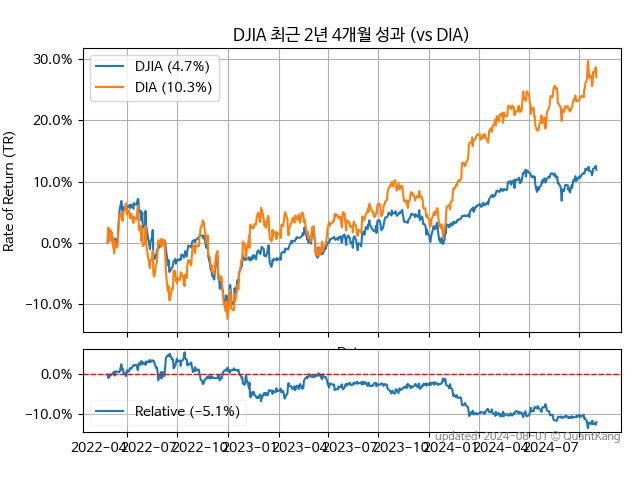 DJIA 최근 2년 4개월 성과 (vs DIA)
Rate of Return (TR)
30.0%
20.0%
10.0%
0.0%
−10.0%
DJIA (4.7%)
DIA (10.3%)
0.0%
−10.0%
Relative (−5.1%)
2022−04
2022−07
2022−10
2023−01
2023−04
2023−07
2023−10
2024−01
2024−04
2024−07
updated: 2024−08−01 © QuantKang